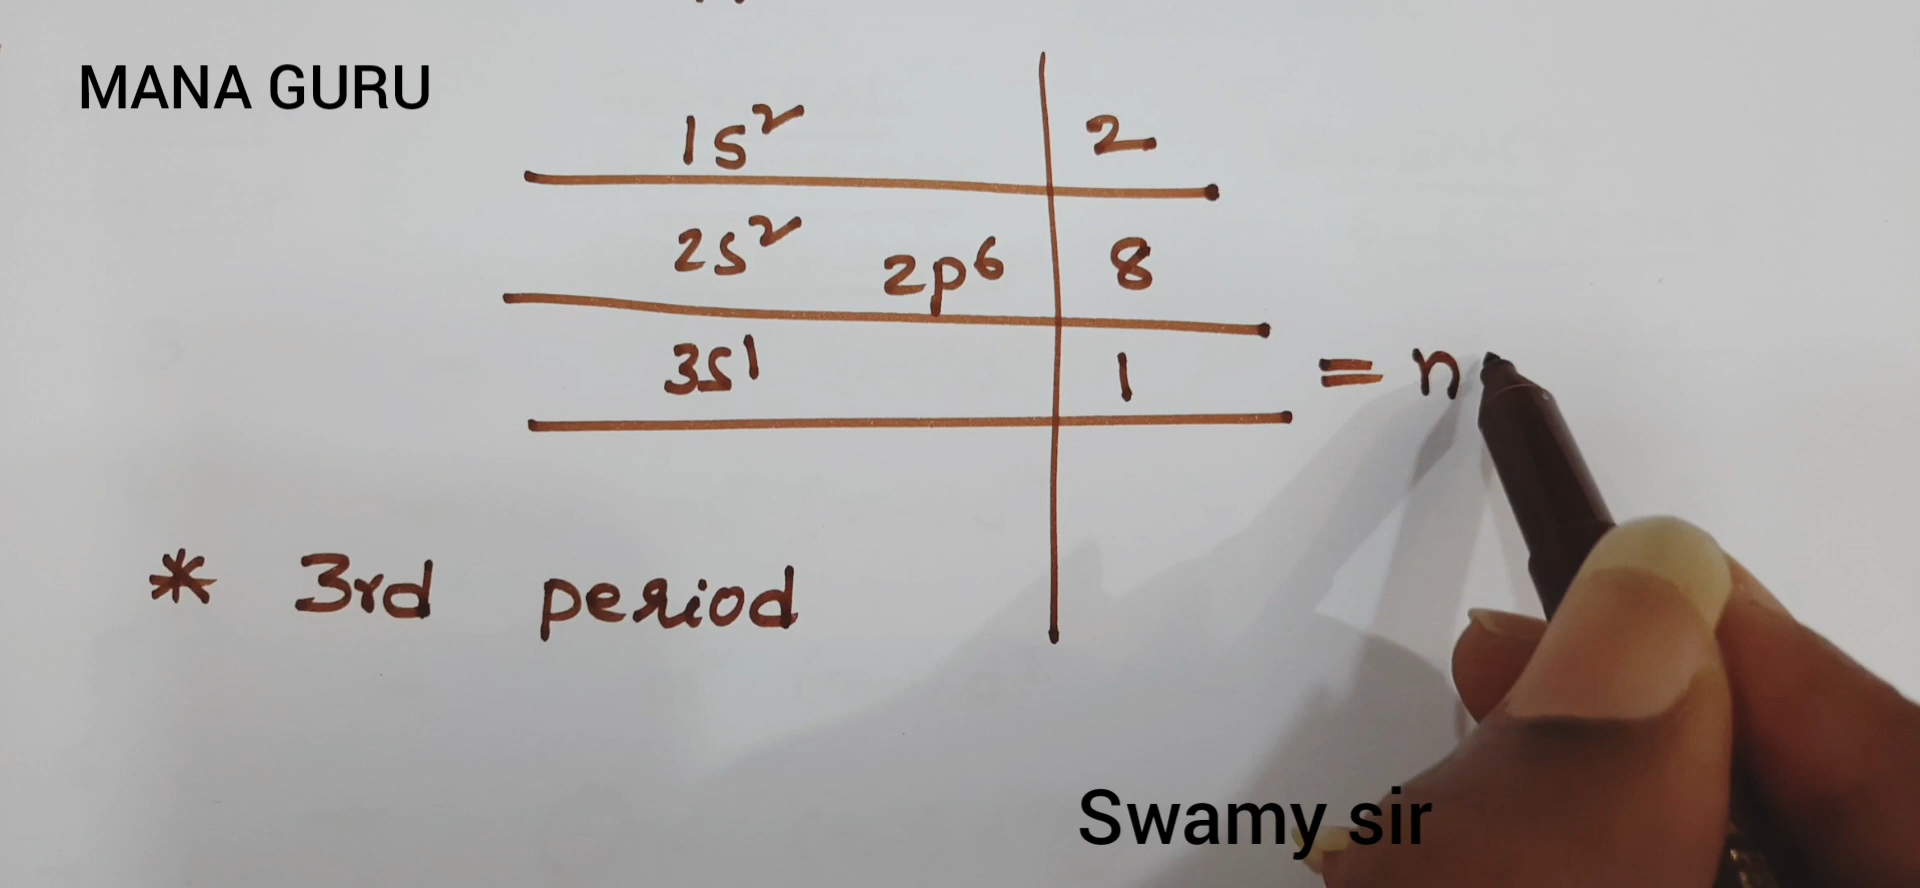 MANA GURU
1s² 2
2s² 2p⁶ 8
3s¹ 1 = n
* 3rd period
Swamy sir